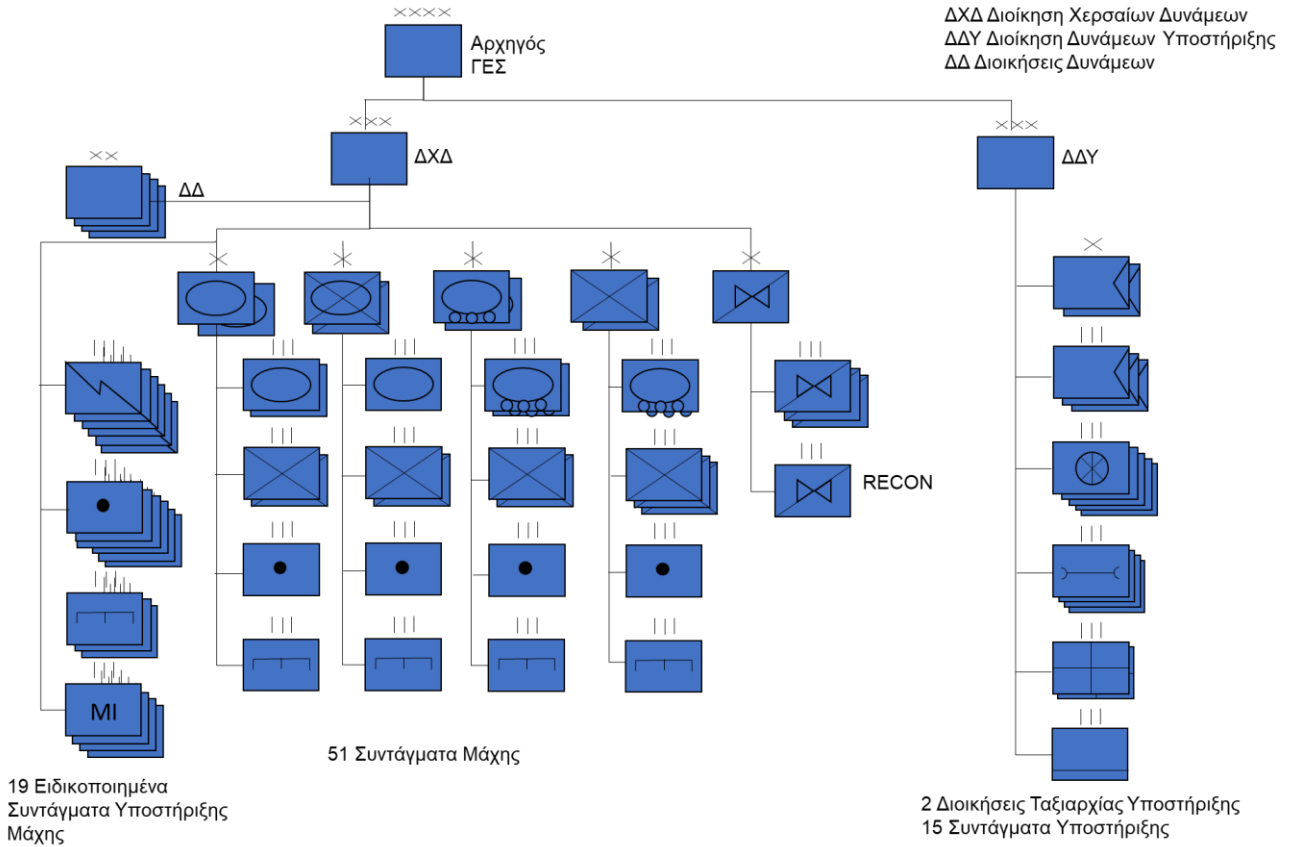 Αρχηγός
ΓΕΣ
ΔΧΔ Διοίκηση Χερσαίων Δυνάμεων
ΔΔΥ Διοίκηση Δυνάμεων Υποστήριξης
ΔΔ Διοικήσεις Δυνάμεων
ΔΧΔ
ΔΔΥ
ΔΔ
RECON
MI
51 Συντάγματα Μάχης
19 Ειδικοποιημένα
Συντάγματα Υποστήριξης
Μάχης
2 Διοικήσεις Ταξιαρχίας Υποστήριξης
15 Συντάγματα Υποστήριξης